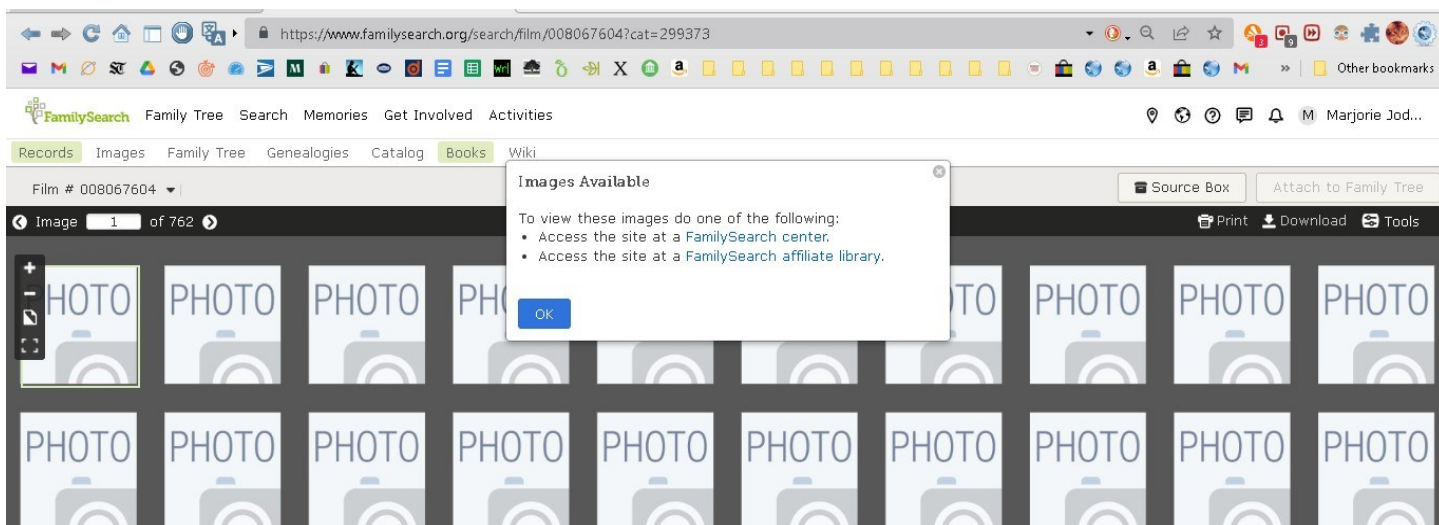 https://www.familysearch.org/search/film/008067604?cat=299373
Other bookmarks
FamilySearch Family Tree Search Memories Get Involved Activities
M Marjorie Jod...
Records Images Family Tree Genealogies Catalog Books Wiki
Film # 008067604
Source Box Attach to Family Tree
Image 1 of 762
Print Download Tools
Images Available
To view these images do one of the following:
• Access the site at a FamilySearch center.
• Access the site at a FamilySearch affiliate library.
OK
PHOTO PHOTO PHOTO PHOTO PHOTO PHOTO
PHOTO PHOTO PHOTO PHOTO PHOTO PHOTO PHOTO PHOTO PHOTO PHOTO